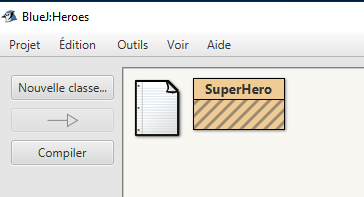 BlueJ:Heroes
Projet Édition Outils Voir Aide
Nouvelle classe...
SuperHero
Compiler